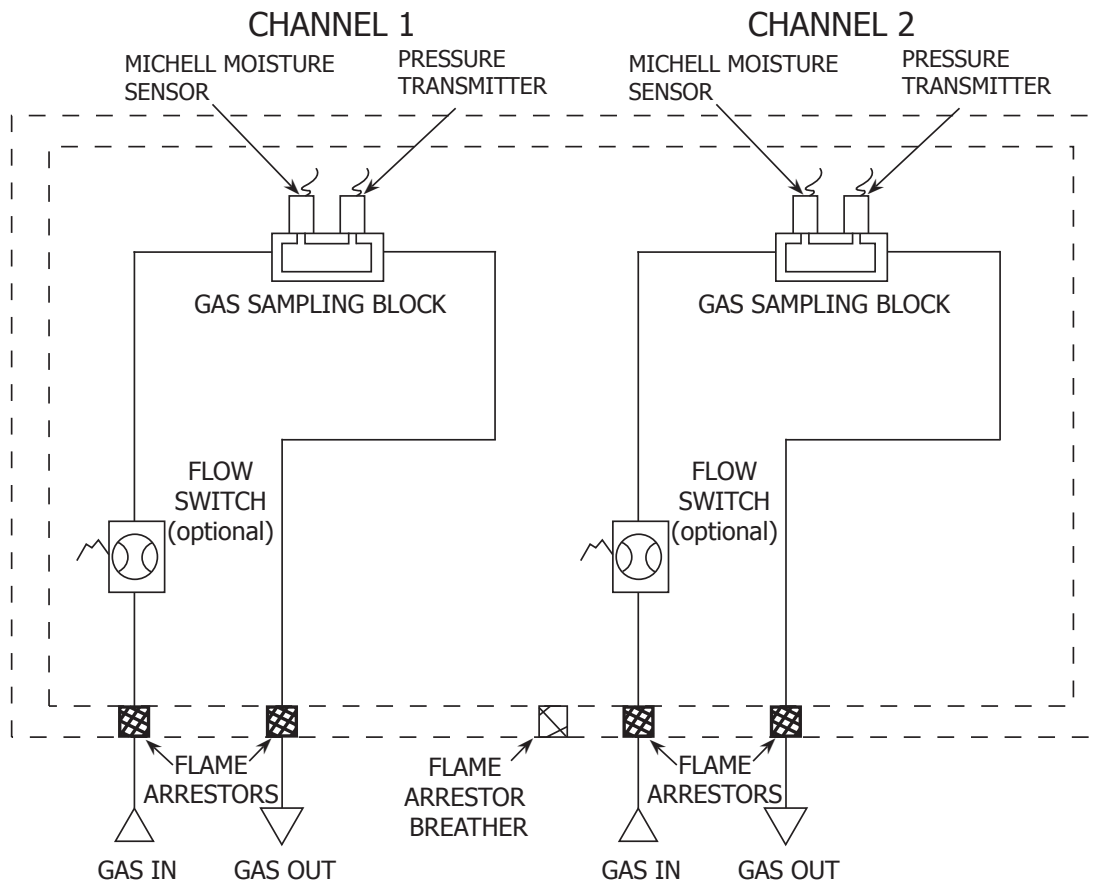 CHANNEL 1
MICHELL MOISTURE
SENSOR
PRESSURE
TRANSMITTER
GAS SAMPLING BLOCK
FLOW
SWITCH
(optional)
FLAME
ARRESTORS
GAS IN
GAS OUT
FLAME
ARRESTOR
BREATHER
CHANNEL 2
MICHELL MOISTURE
SENSOR
PRESSURE
TRANSMITTER
GAS SAMPLING BLOCK
FLOW
SWITCH
(optional)
FLAME
ARRESTORS
GAS IN
GAS OUT